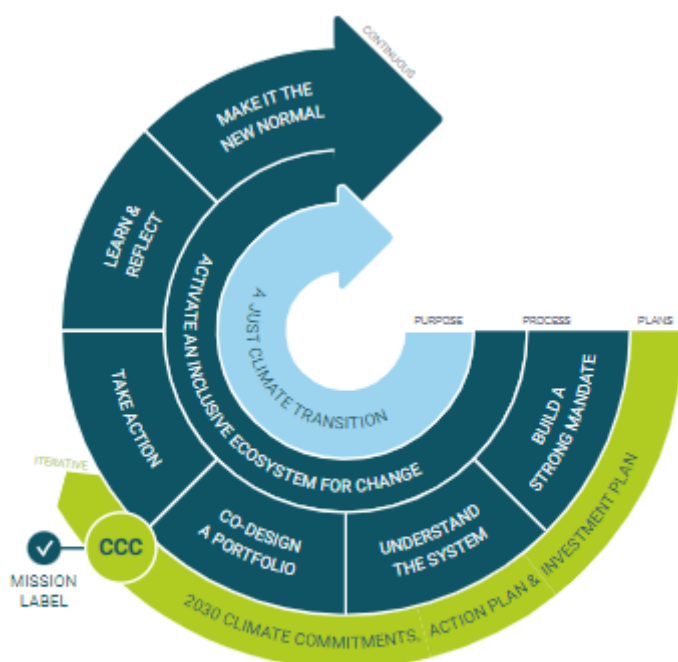 CONTINUOUS
MAKE IT THE
NEW NORMAL
LEARN &
REFLECT
ACTIVATE AN INCLUSIVE ECOSYSTEM FOR CHANGE
A JUST CLIMATE TRANSITION
PURPOSE
PROCESS
PLANS
BUILD A
STRONG MANDATE
TAKE ACTION
UNDERSTAND
THE SYSTEM
CO-DESIGN
A PORTFOLIO
ITERATIVE
CCC
MISSION
LABEL
2030 CLIMATE COMMITMENTS, ACTION PLAN & INVESTMENT PLAN